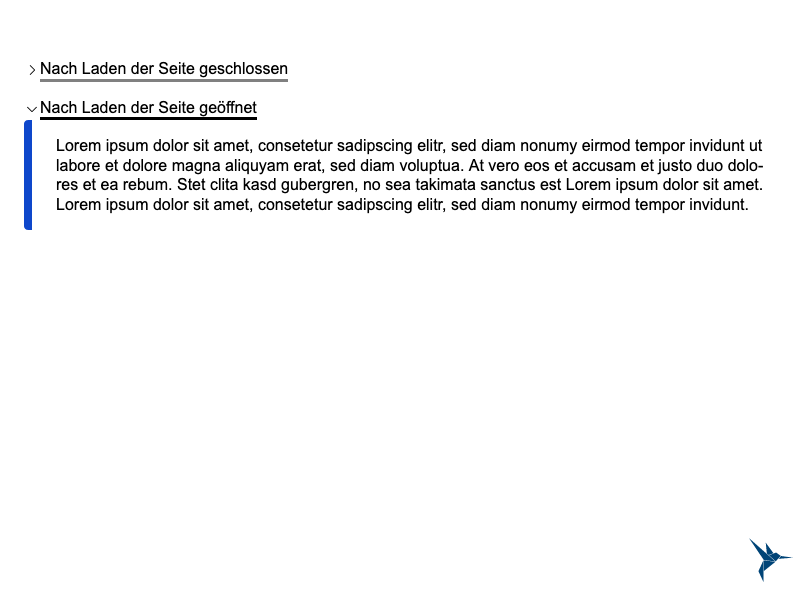 Nach Laden der Seite geschlossen
Nach Laden der Seite geöffnet
Lorem ipsum dolor sit amet, consetetur sadipscing elitr, sed diam nonumy eirmod tempor invidunt ut
labore et dolore magna aliquyam erat, sed diam voluptua. At vero eos et accusam et justo duo dolo-
res et ea rebum. Stet clita kasd gubergren, no sea takimata sanctus est Lorem ipsum dolor sit amet.
Lorem ipsum dolor sit amet, consetetur sadipscing elitr, sed diam nonumy eirmod tempor invidunt.